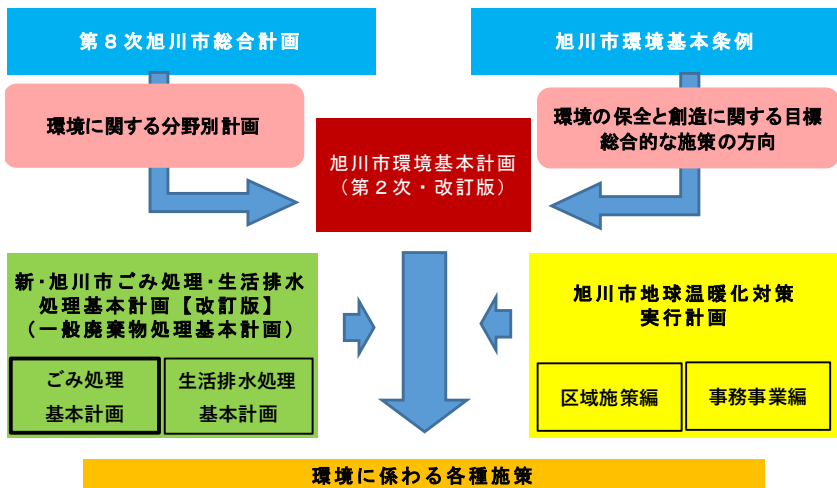 第８次旭川市総合計画
旭川市環境基本条例
環境に関する分野別計画
環境の保全と創造に関する目標
総合的な施策の方向
旭川市環境基本計画
（第２次・改訂版）
新・旭川市ごみ処理・生活排水
処理基本計画【改訂版】
（一般廃棄物処理基本計画）
ごみ処理
基本計画
生活排水処理
基本計画
旭川市地球温暖化対策
実行計画
区域施策編
事務事業編
環境に係わる各種施策